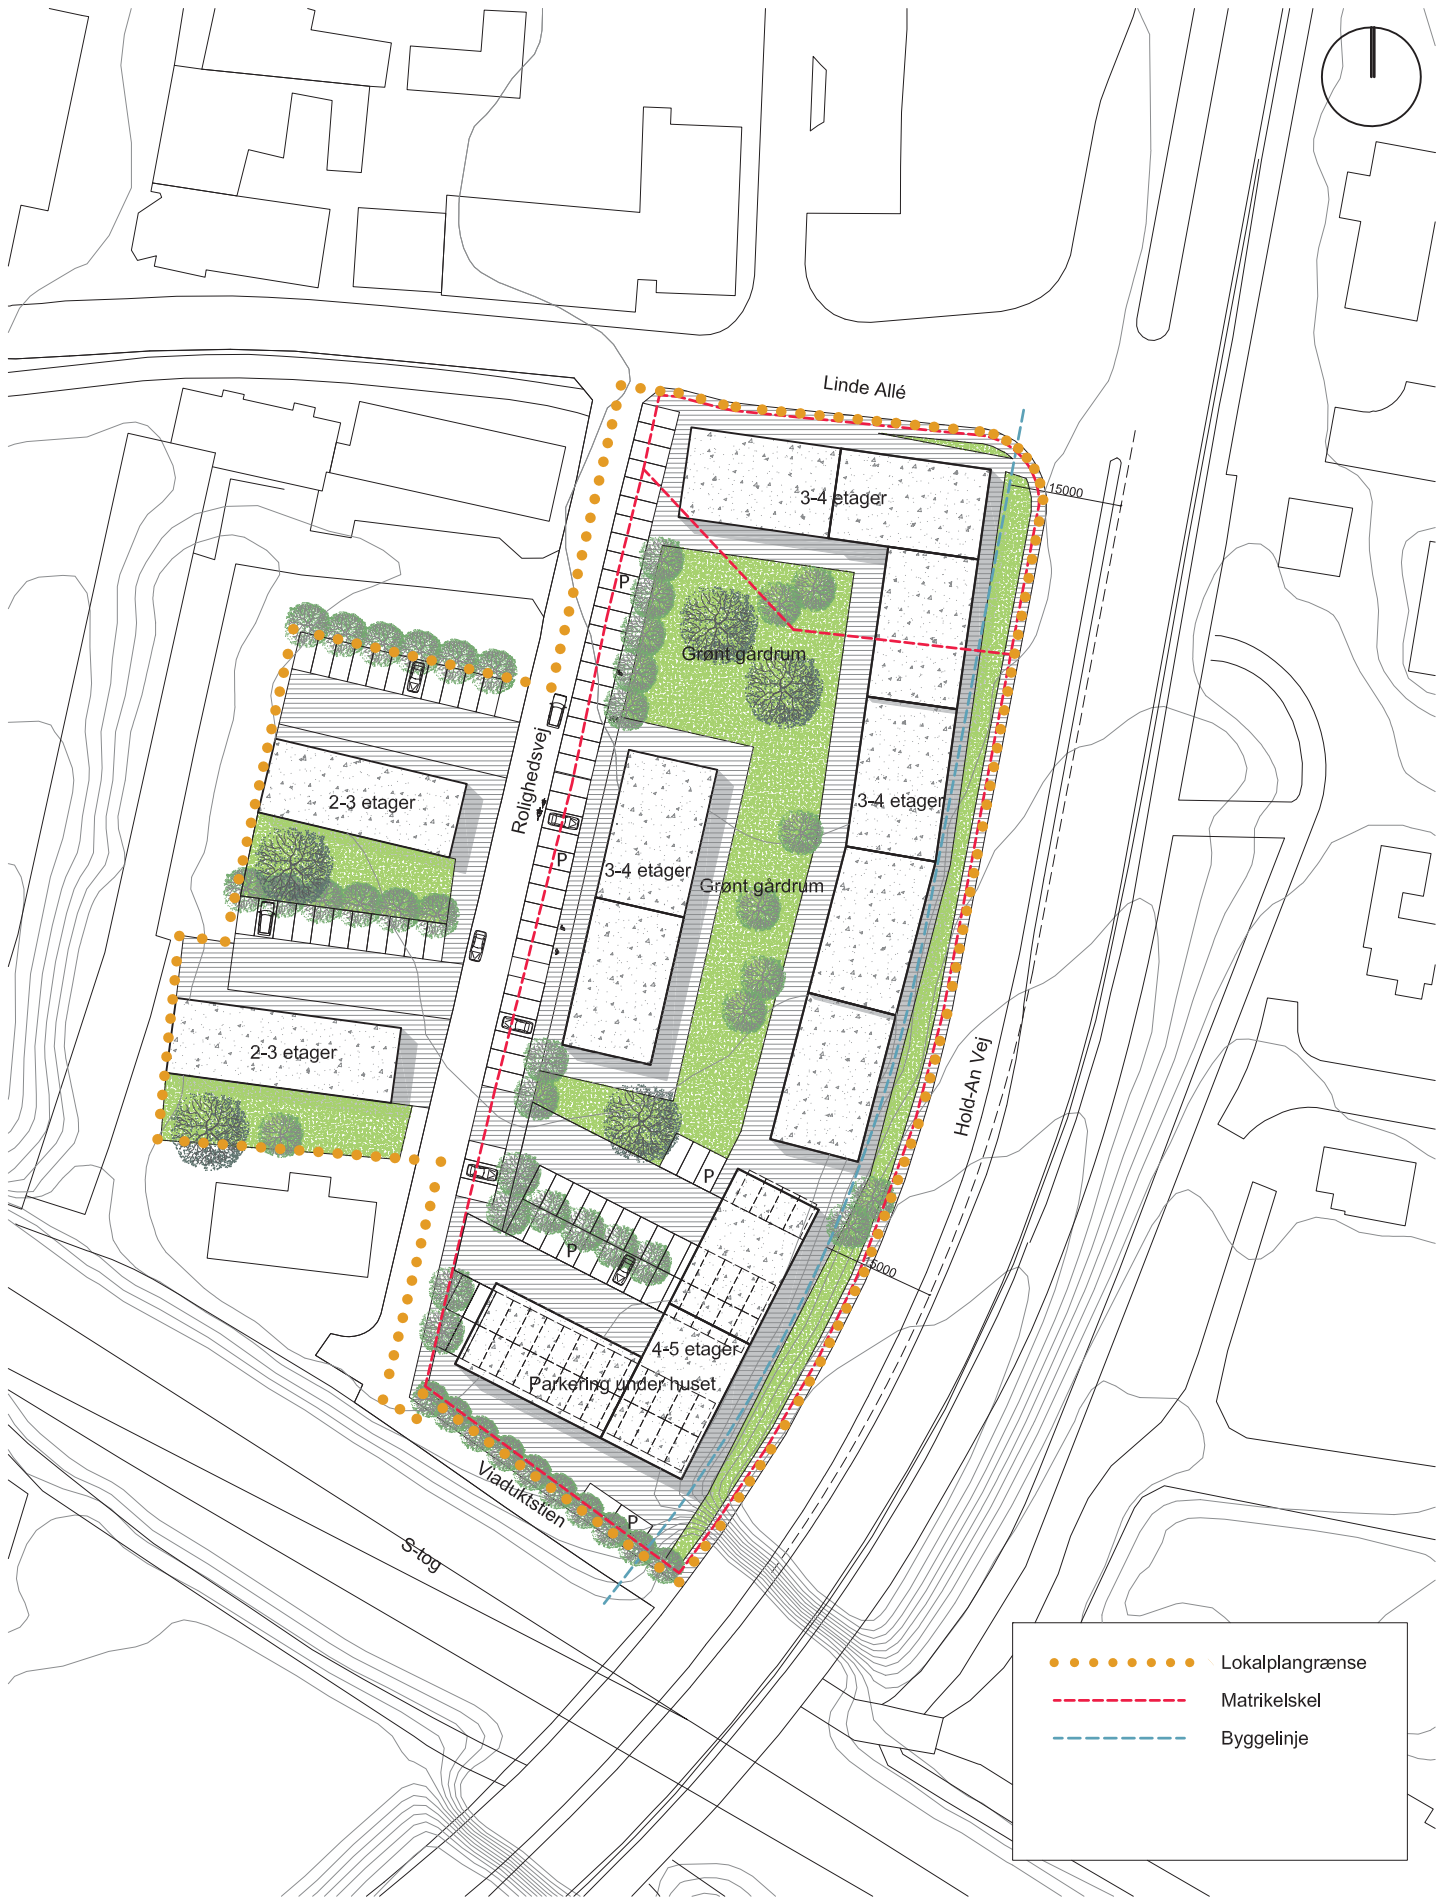 Linde Allé
15000
3-4 etager
P
Grønt gårdrum
Rolighedsvej
2-3 etager
3-4 etager
P
3-4 etager
Grønt gårdrum
2-3 etager
Hold-An Vej
P
P
15000
4-5 etager
Parkering under huset
Viaduktstien
P
S-tog
Lokalplangrænse
Matrikelskel
Byggelinje